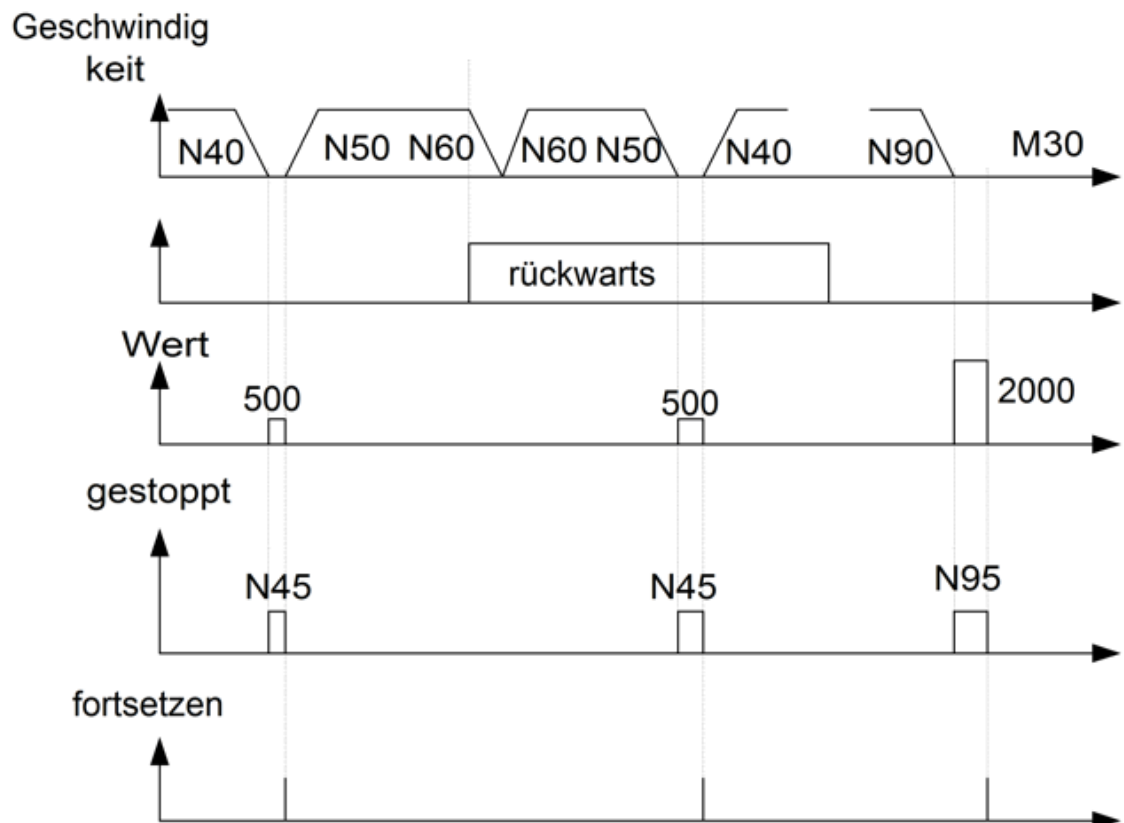 Geschwindig
keit
N40 N50 N60 N60 N50 N40 N90 M30
rückwarts
Wert
500 500 2000
gestoppt
N45 N45 N95
fortsetzen